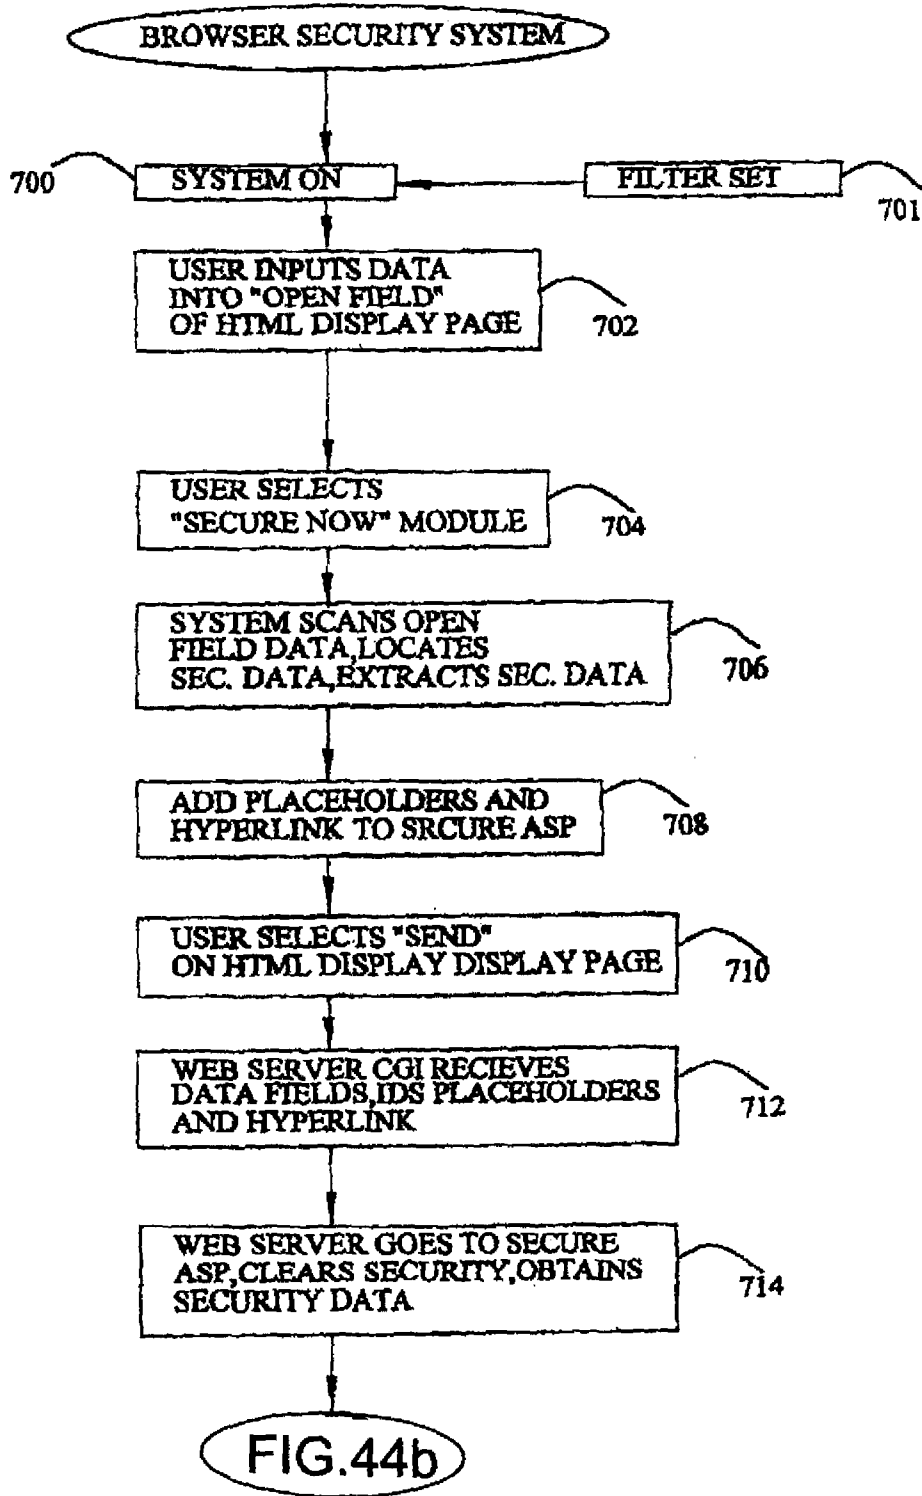 BROWSER SECURITY SYSTEM
700
SYSTEM ON
FILTER SET
701
USER INPUTS DATA
INTO "OPEN FIELD"
OF HTML DISPLAY PAGE
702
USER SELECTS
"SECURE NOW" MODULE
704
SYSTEM SCANS OPEN
FIELD DATA,LOCATES
SEC. DATA,EXTRACTS SEC. DATA
706
ADD PLACEHOLDERS AND
HYPERLINK TO SRCURE ASP
708
USER SELECTS "SEND"
ON HTML DISPLAY DISPLAY PAGE
710
WEB SERVER CGI RECIEVES
DATA FIELDS,IDS PLACEHOLDERS
AND HYPERLINK
712
WEB SERVER GOES TO SECURE
ASP,CLEARS SECURITY,OBTAINS
SECURITY DATA
714
FIG.44b